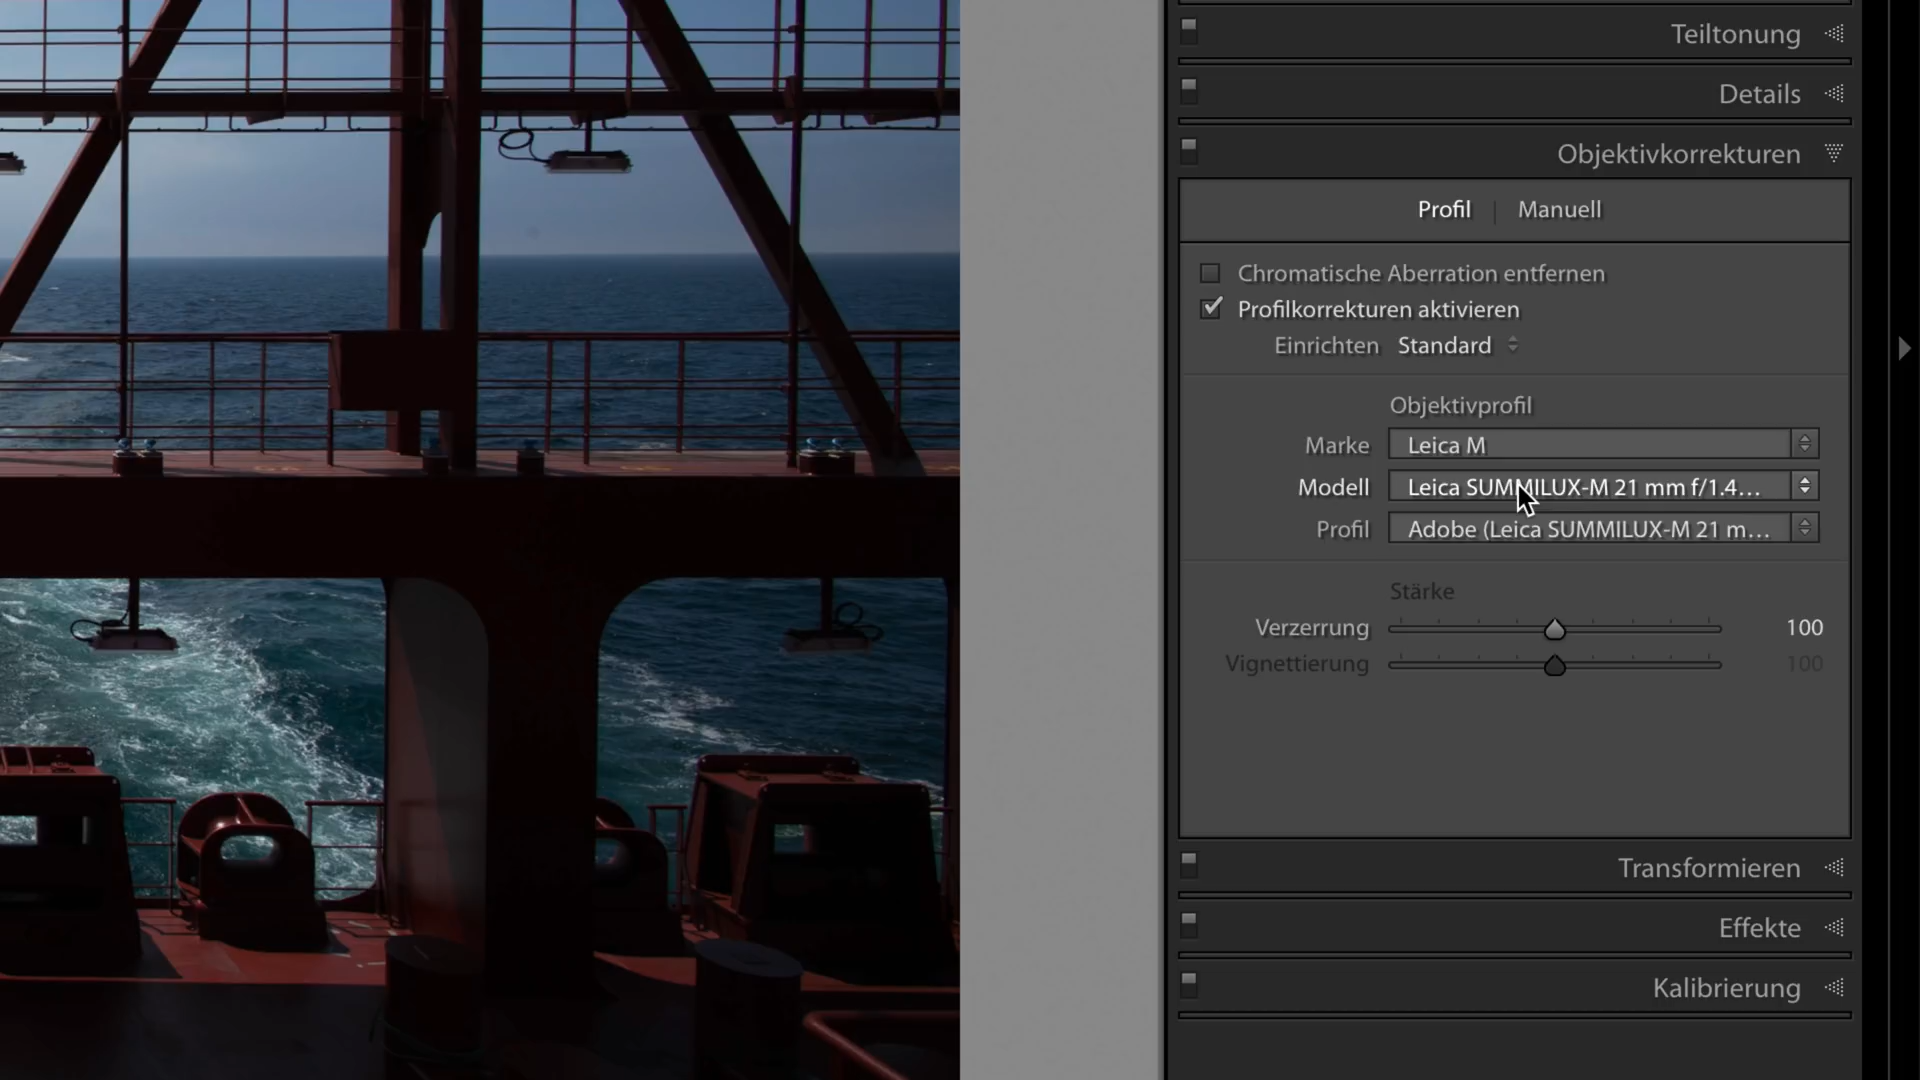 Teiltonung
Details
Objektivkorrekturen
Profil | Manuell
Chromatische Aberration entfernen
Profilkorrekturen aktivieren
Einrichten Standard
Objektivprofil
Marke Leica M
Modell Leica SUMMILUX-M 21 mm f/1.4...
Profil Adobe (Leica SUMMILUX-M 21 m...
Stärke
Verzerrung 100
Vignettierung 100
Transformieren
Effekte
Kalibrierung